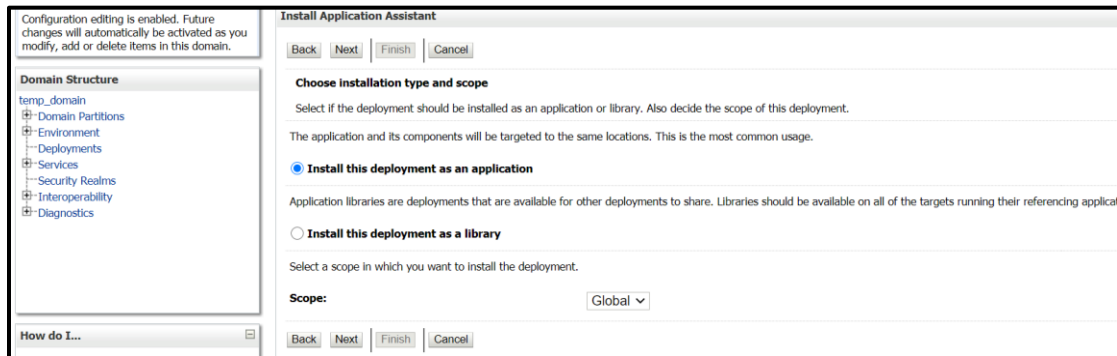 Configuration editing is enabled. Future
changes will automatically be activated as you
modify, add or delete items in this domain.
Domain Structure
temp_domain
Domain Partitions
Environment
Deployments
Services
Security Realms
Interoperability
Diagnostics
How do I...
Install Application Assistant
Back Next Finish Cancel
Choose installation type and scope
Select if the deployment should be installed as an application or library. Also decide the scope of this deployment.
The application and its components will be targeted to the same locations. This is the most common usage.
Install this deployment as an application
Application libraries are deployments that are available for other deployments to share. Libraries should be available on all of the targets running their referencing
Install this deployment as a library
Select a scope in which you want to install the deployment.
Scope: Global
Back Next Finish Cancel